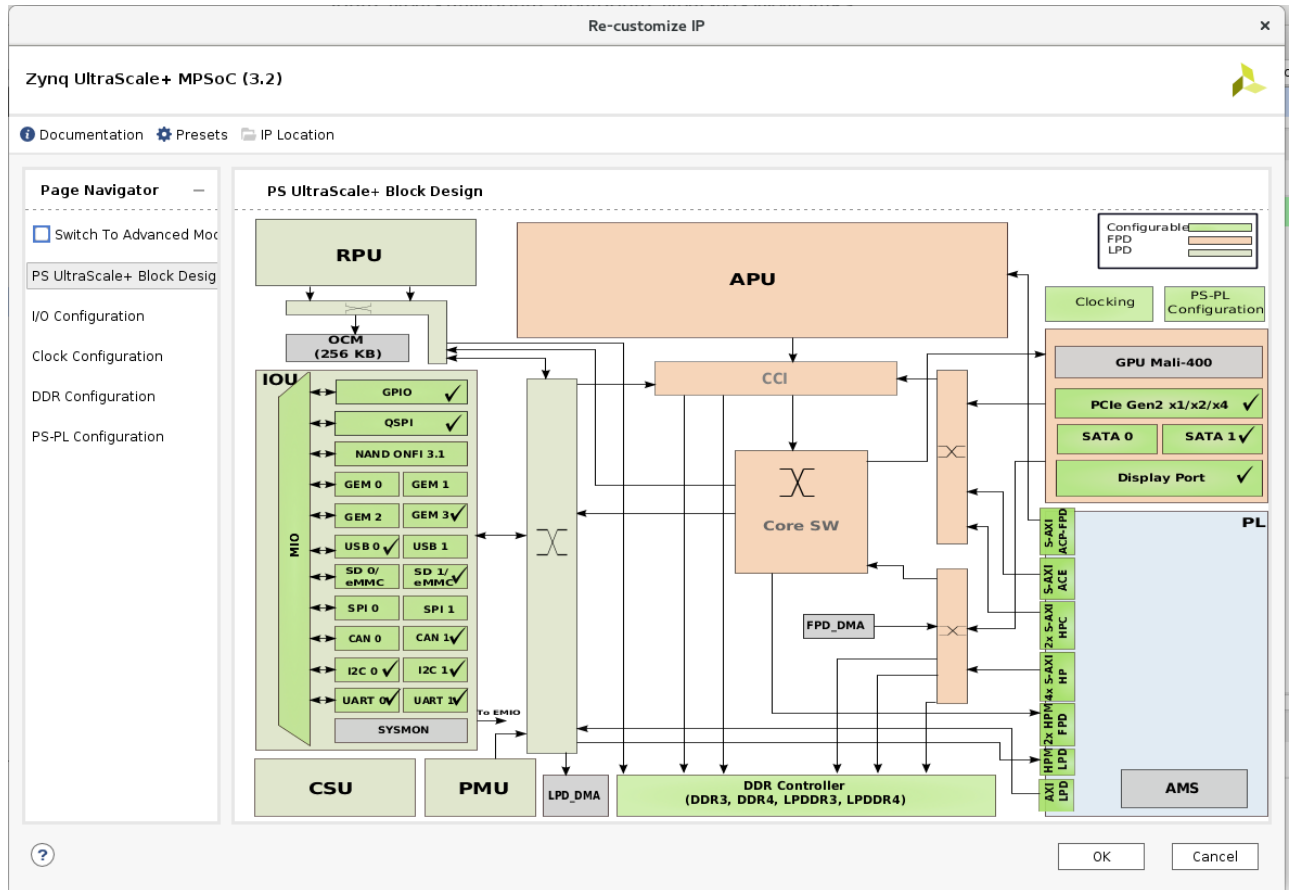 Re-customize IP
Zynq UltraScale+ MPSoC (3.2)
Documentation
Presets
IP Location
Page Navigator
Switch To Advanced Mod
PS UltraScale+ Block Desig
I/O Configuration
Clock Configuration
DDR Configuration
PS-PL Configuration
PS UltraScale+ Block Design
RPU
OCM
(256 KB)
APU
Configurable
FPD
LPD
Clocking
PS-PL
Configuration
GPU Mali-400
PCIe Gen2 x1/x2/x4
SATA 0
SATA 1
Display Port
CCI
Core SW
FPD_DMA
IOU
MIO
GPIO
QSPI
NAND ONFI 3.1
GEM 0
GEM 1
GEM 2
GEM 3
USB 0
USB 1
SD 0/
eMMC
SD 1/
eMMC
SPI 0
SPI 1
CAN 0
CAN 1
I2C 0
I2C 1
UART 0
UART 1
SYSMON
To EMIO
CSU
PMU
LPD_DMA
DDR Controller
(DDR3, DDR4, LPDDR3, LPDDR4)
PL
S-AXI
ACP-FPD
S-AXI
ACE
2x S-AXI
HPC
4x S-AXI
HP
2x HPM
FPD
HPM
LPD
AXI
LPD
AMS
?
OK
Cancel